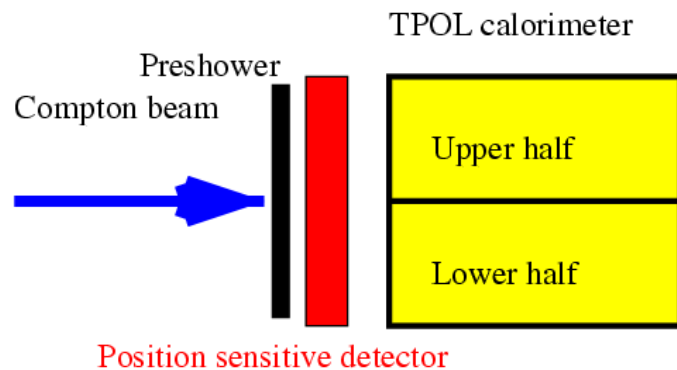 TPOL calorimeter
Preshower
Compton beam
Upper half
Lower half
Position sensitive detector